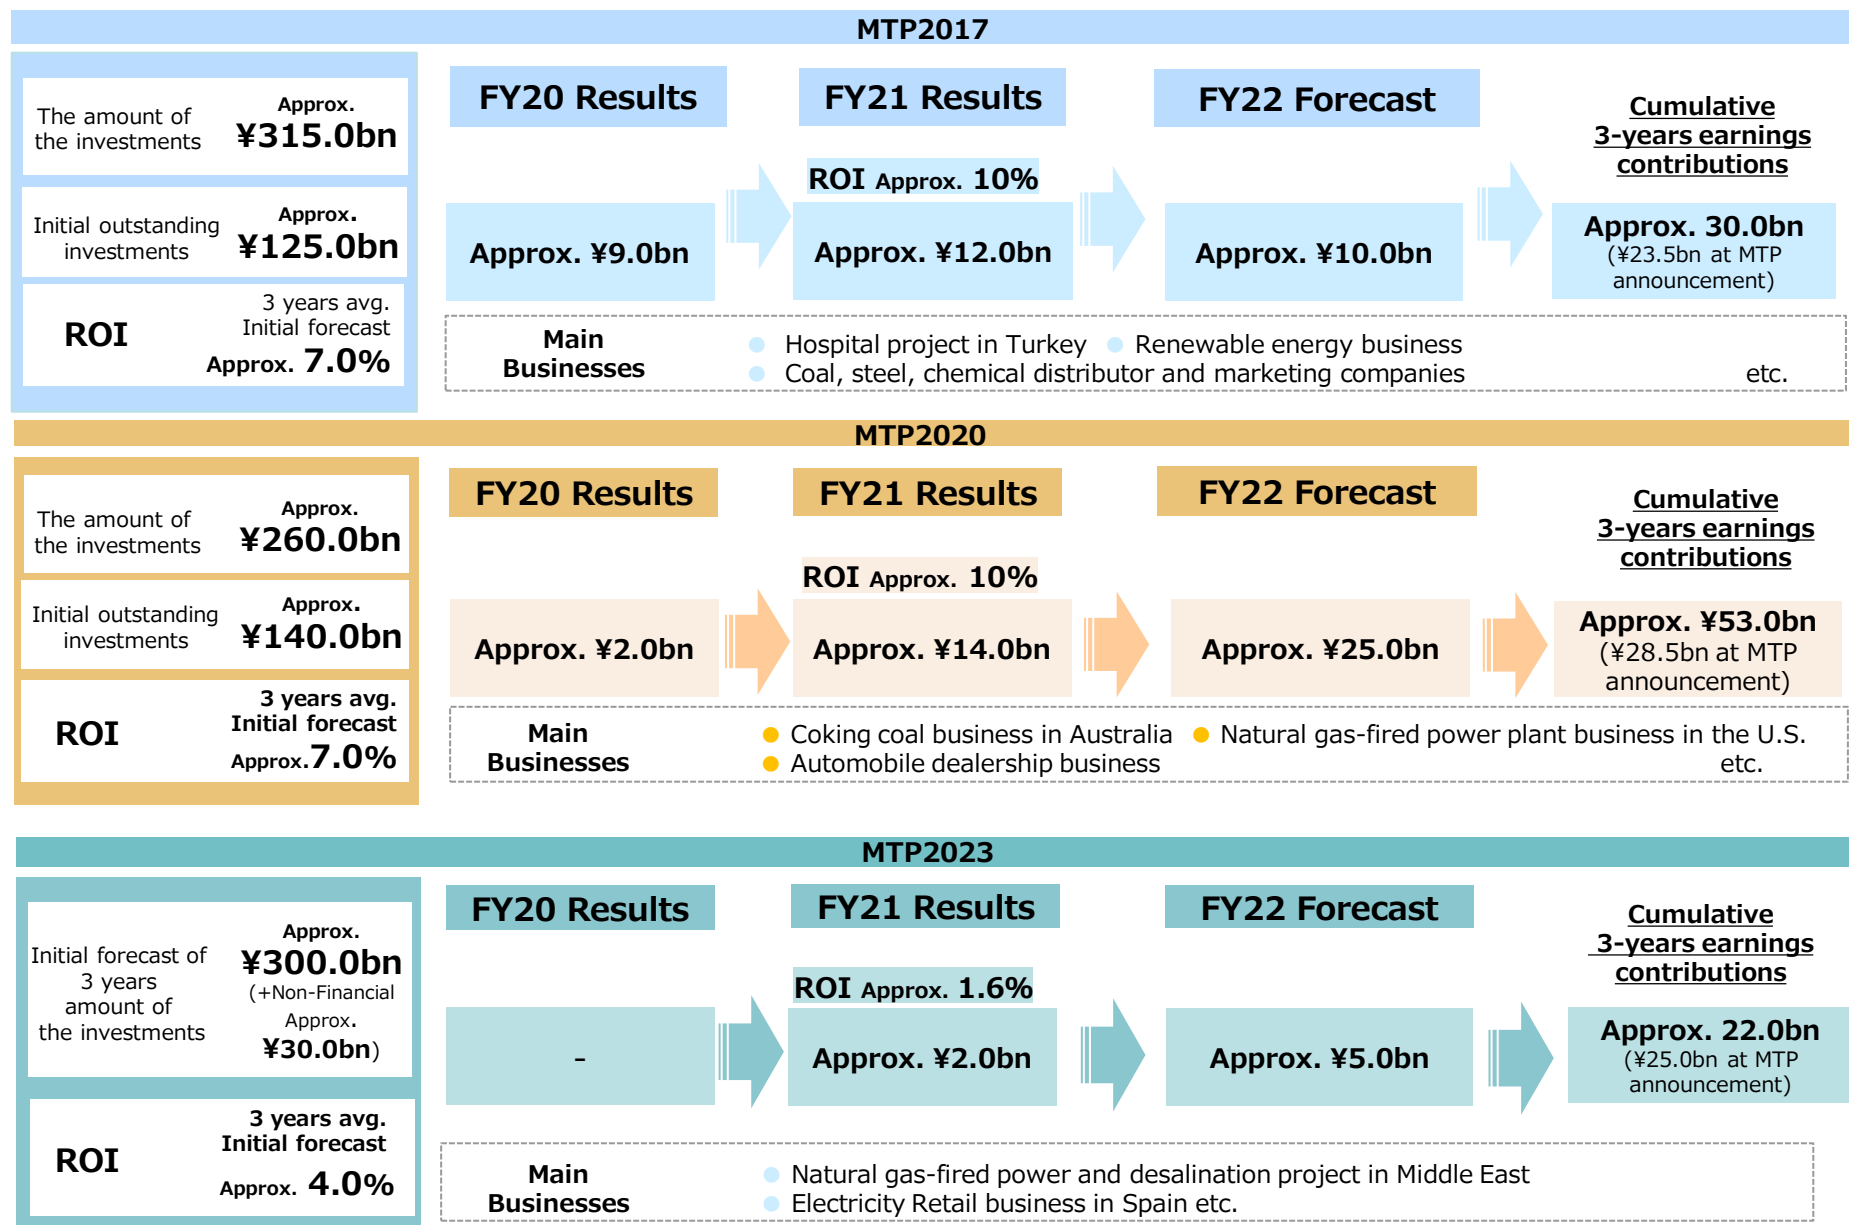 MTP2017
The amount of
the investments
Approx.
¥315.0bn
Initial outstanding
investments
Approx.
¥125.0bn
ROI
3 years avg.
Initial forecast
Approx. 7.0%
FY20 Results
FY21 Results
FY22 Forecast
Cumulative
3-years earnings
contributions
ROI Approx. 10%
Approx. ¥9.0bn
Approx. ¥12.0bn
Approx. ¥10.0bn
Approx. 30.0bn
(¥23.5bn at MTP
announcement)
Main
Businesses
Hospital project in Turkey ● Renewable energy business
Coal, steel, chemical distributor and marketing companies etc.
MTP2020
The amount of
the investments
Approx.
¥260.0bn
Initial outstanding
investments
Approx.
¥140.0bn
ROI
3 years avg.
Initial forecast
Approx.7.0%
FY20 Results
FY21 Results
FY22 Forecast
Cumulative
3-years earnings
contributions
ROI Approx. 10%
Approx. ¥2.0bn
Approx. ¥14.0bn
Approx. ¥25.0bn
Approx. ¥53.0bn
(¥28.5bn at MTP
announcement)
Main
Businesses
● Coking coal business in Australia ● Natural gas-fired power plant business in the U.S.
● Automobile dealership business etc.
MTP2023
Initial forecast of
3 years
amount of
the investments
Approx.
¥300.0bn
(+Non-Financial
Approx.
¥30.0bn)
ROI
3 years avg.
Initial forecast
Approx. 4.0%
FY20 Results
FY21 Results
FY22 Forecast
Cumulative
3-years earnings
contributions
ROI Approx. 1.6%
-
Approx. ¥2.0bn
Approx. ¥5.0bn
Approx. 22.0bn
(¥25.0bn at MTP
announcement)
Main
Businesses
● Natural gas-fired power and desalination project in Middle East
● Electricity Retail business in Spain etc.